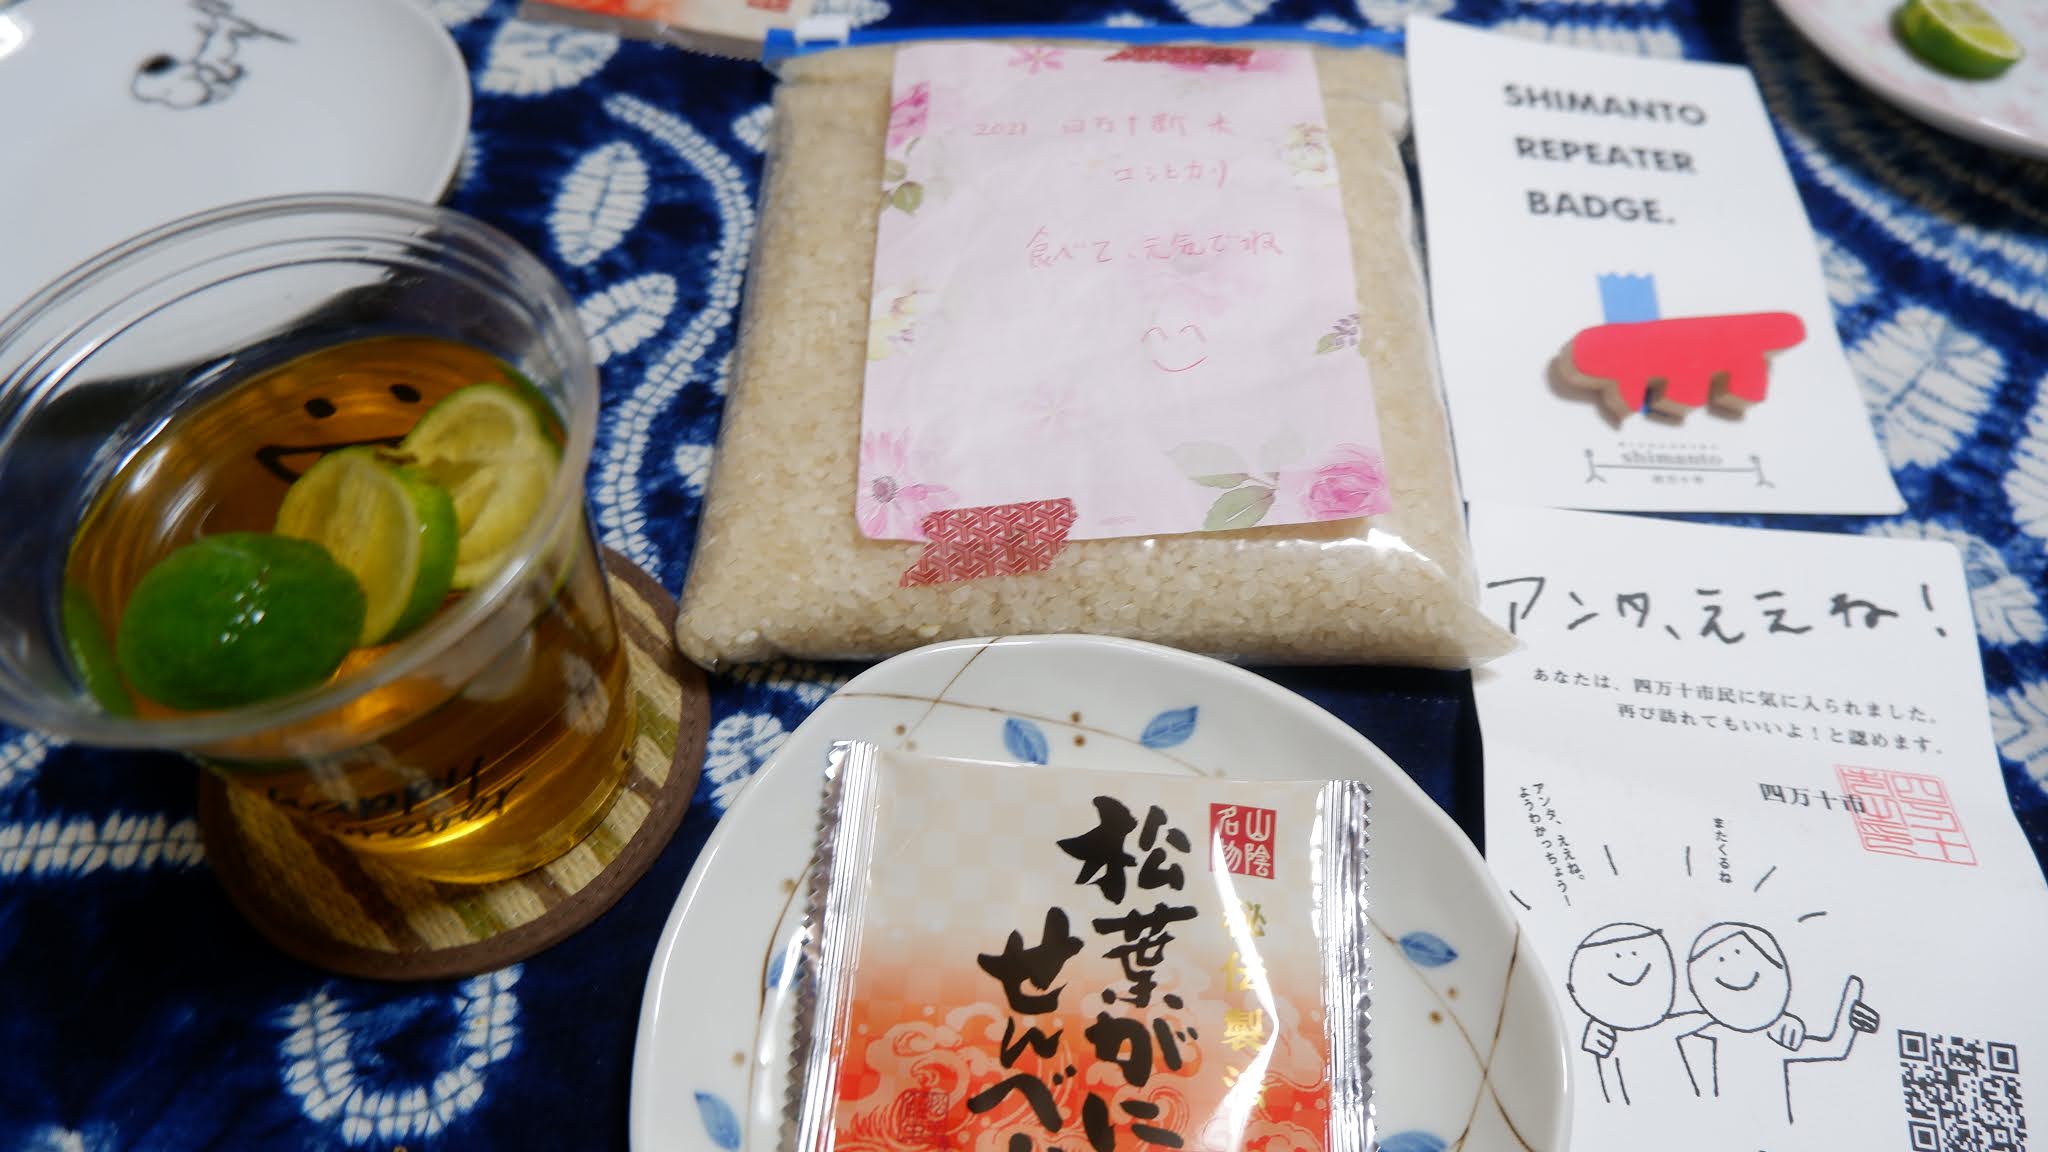 2021 四万十新米
コシヒカリ
食べて、元気でね
SHIMANTO
REPEATER
BADGE.
shimanto
四万十市
アンタ、ええね！
あなたは、四万十市民に気に入られました。
再び訪れてもいいよ！と認めます。
四万十市
アンタ、ええね。
ようわかっちょう！
またくるね
山陰
名物
秘伝製法
松葉がに
せんべい
happy